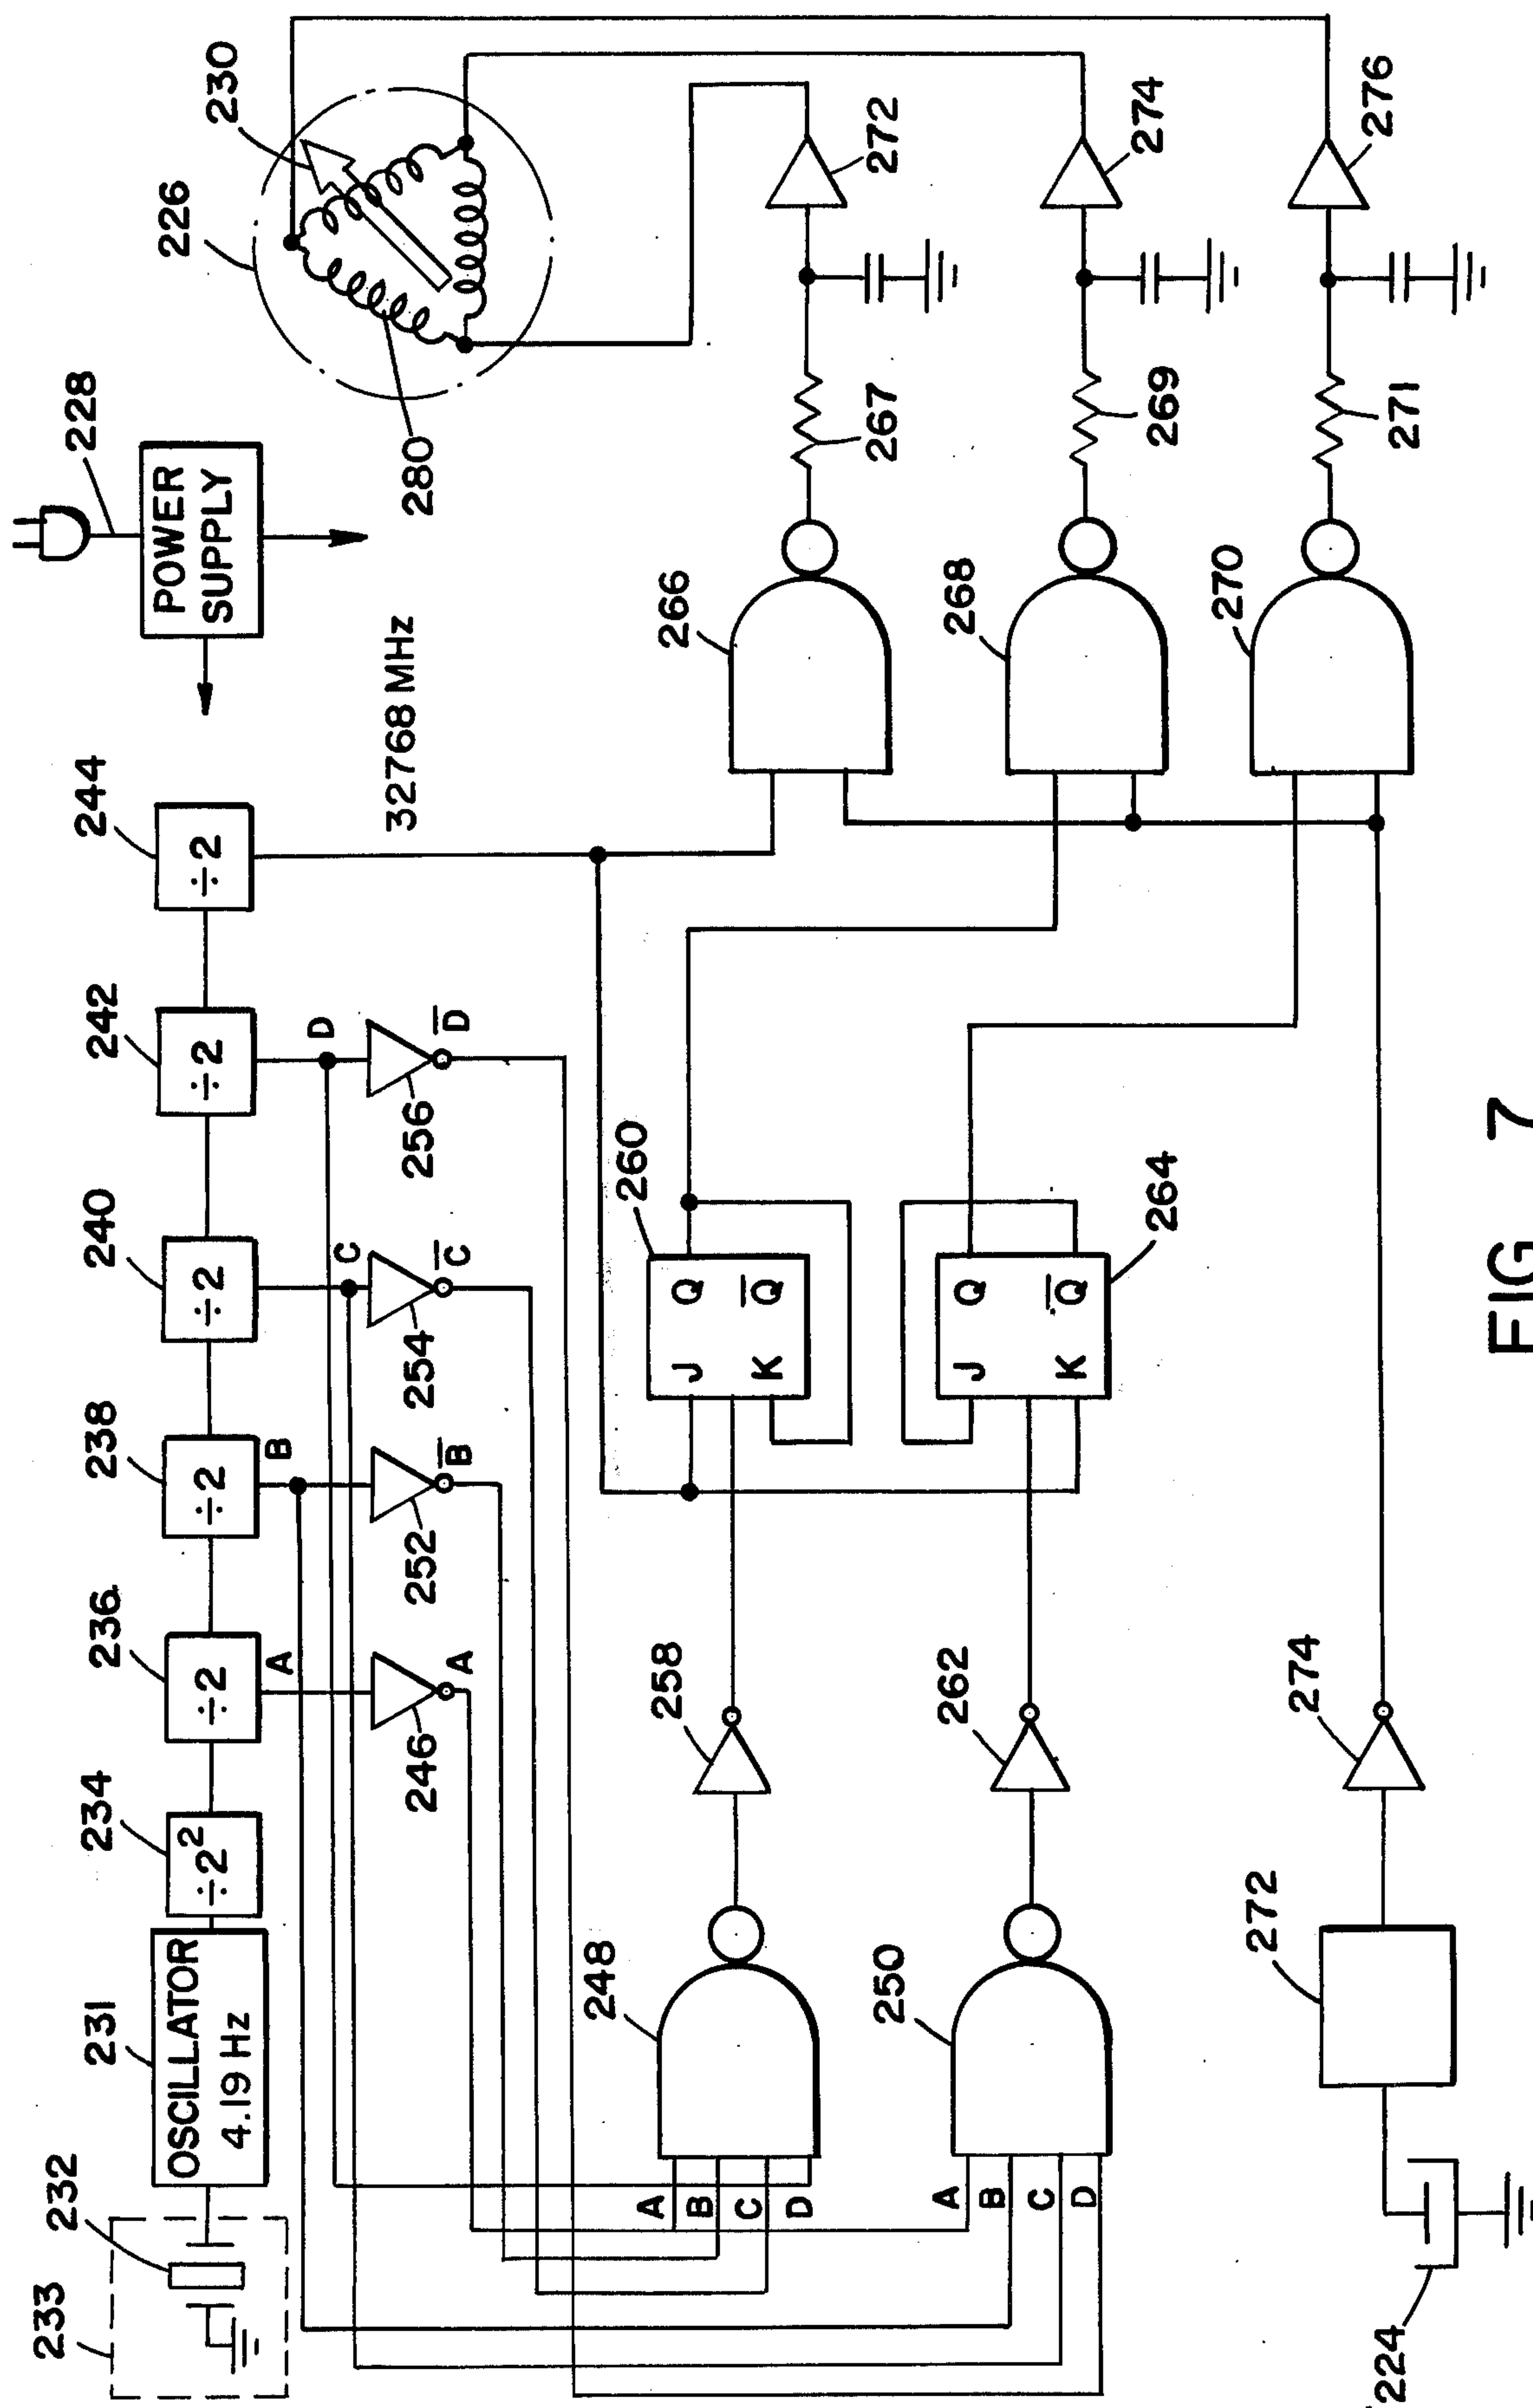 233
232
231
OSCILLATOR
4.19 Hz
234
÷2²
236
÷2
238
÷2
240
÷2
242
÷2
244
÷2
228
POWER
SUPPLY
226
230
A
B
C
D
246
A
252
B̄
254
C̄
256
D̄
32768 MHz
280
248
A
B
C
D
258
260
J
Q
K
Q̄
266
267
272
250
A
B
C
D
262
264
J
Q
K
Q̄
268
269
274
224
272
274
270
271
276
FIG. 7